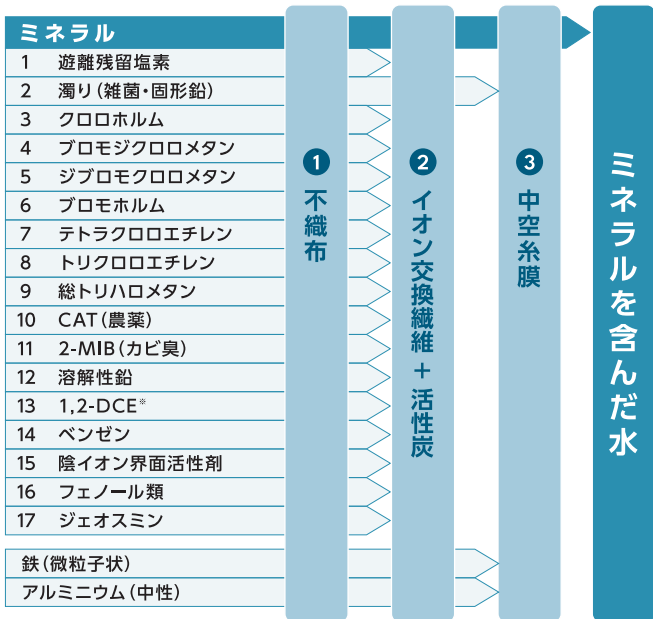 ミネラル
1 遊離残留塩素
2 濁り(雑菌・固形鉛)
3 クロロホルム
4 ブロモジクロロメタン
5 ジブロモクロロメタン
6 ブロモホルム
7 テトラクロロエチレン
8 トリクロロエチレン
9 総トリハロメタン
10 CAT(農薬)
11 2-MIB(カビ臭)
12 溶解性鉛
13 1,2-DCE※
14 ベンゼン
15 陰イオン界面活性剤
16 フェノール類
17 ジェオスミン
鉄(微粒子状)
アルミニウム(中性)
❶ 不織布
❷ イオン交換繊維+活性炭
❸ 中空糸膜
ミネラルを含んだ水